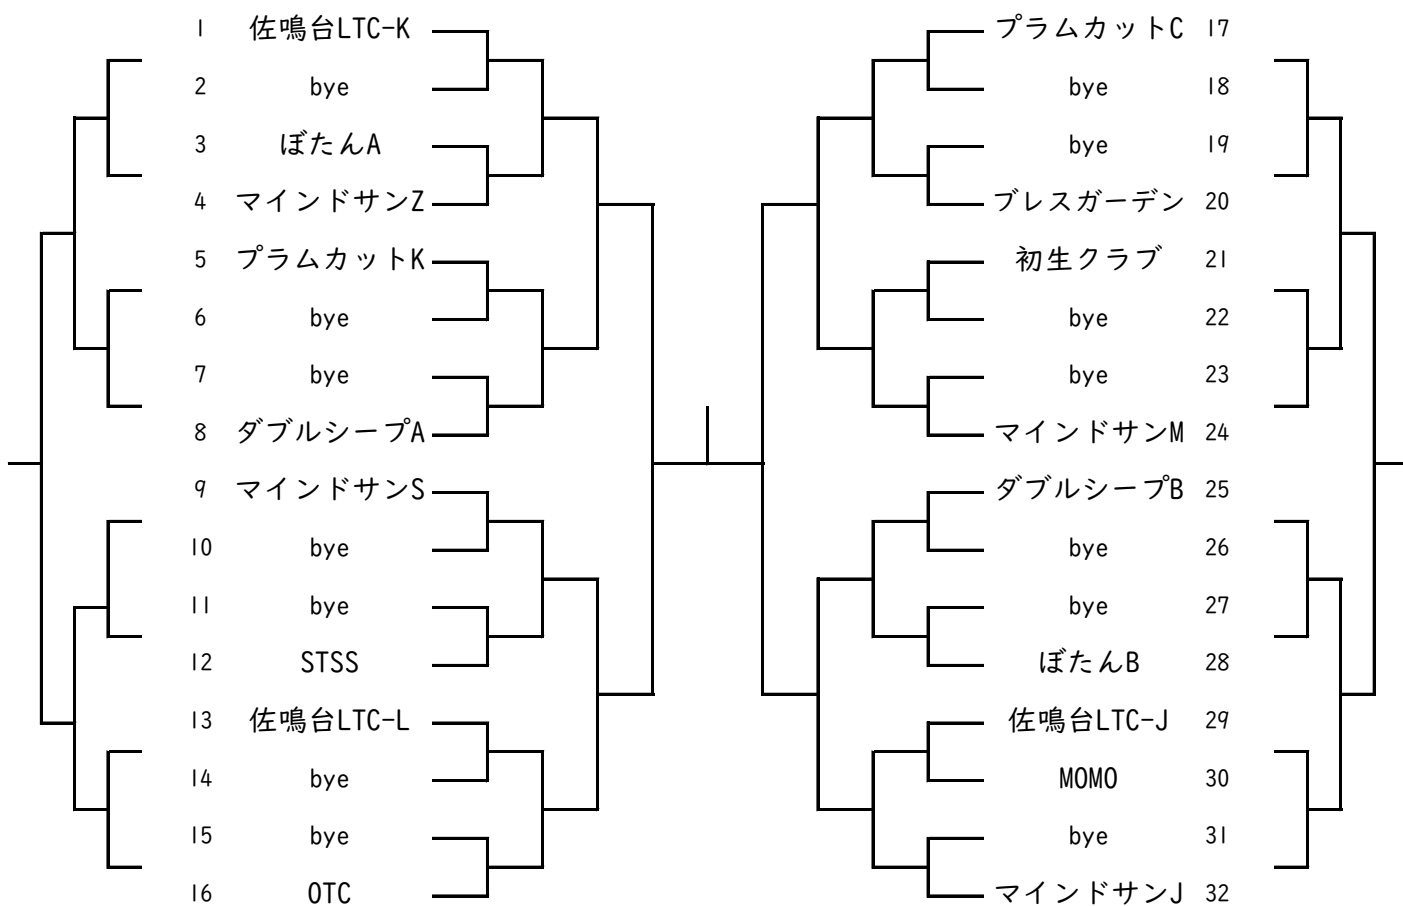 1 佐鳴台LTC-K
2 bye
3 ぼたんA
4 マインドサンZ
5 プラムカットK
6 bye
7 bye
8 ダブルシープA
9 マインドサンS
10 bye
11 bye
12 STSS
13 佐鳴台LTC-L
14 bye
15 bye
16 OTC
プラムカットC 17
bye 18
bye 19
ブレスガーデン 20
初生クラブ 21
bye 22
bye 23
マインドサンM 24
ダブルシープB 25
bye 26
bye 27
ぼたんB 28
佐鳴台LTC-J 29
MOMO 30
bye 31
マインドサンJ 32